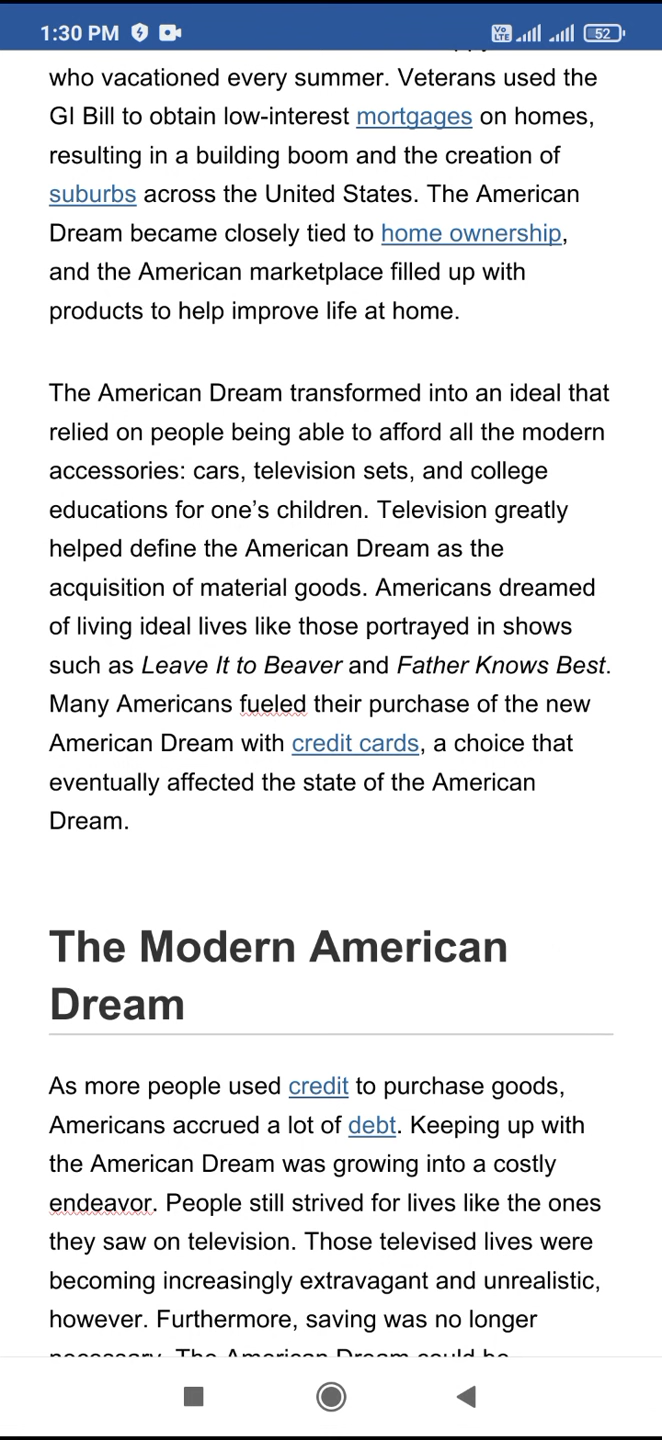 1:30 PM
Vo LTE
52
who vacationed every summer. Veterans used the
GI Bill to obtain low-interest mortgages on homes,
resulting in a building boom and the creation of
suburbs across the United States. The American
Dream became closely tied to home ownership,
and the American marketplace filled up with
products to help improve life at home.
The American Dream transformed into an ideal that
relied on people being able to afford all the modern
accessories: cars, television sets, and college
educations for one’s children. Television greatly
helped define the American Dream as the
acquisition of material goods. Americans dreamed
of living ideal lives like those portrayed in shows
such as Leave It to Beaver and Father Knows Best.
Many Americans fueled their purchase of the new
American Dream with credit cards, a choice that
eventually affected the state of the American
Dream.
The Modern American
Dream
As more people used credit to purchase goods,
Americans accrued a lot of debt. Keeping up with
the American Dream was growing into a costly
endeavor. People still strived for lives like the ones
they saw on television. Those televised lives were
becoming increasingly extravagant and unrealistic,
however. Furthermore, saving was no longer
necessary. The American Dream could be